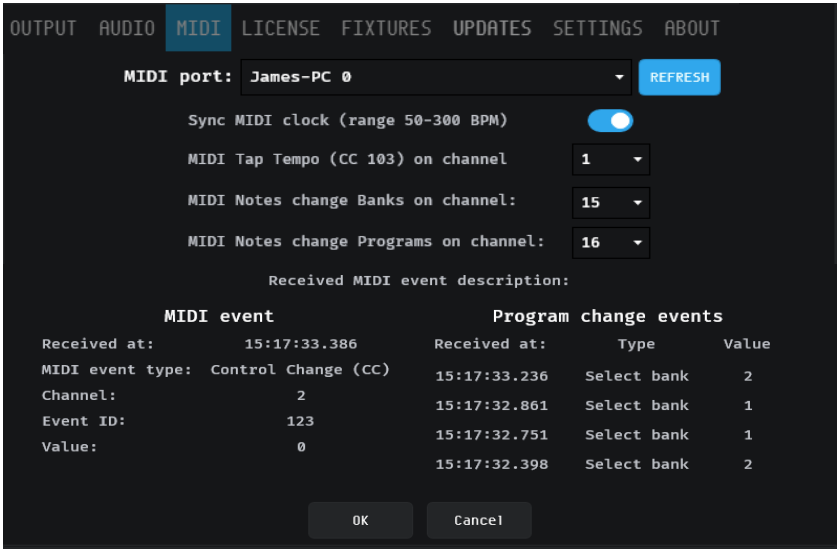 OUTPUT AUDIO MIDI LICENSE FIXTURES UPDATES SETTINGS ABOUT
MIDI port: James-PC 0 REFRESH
Sync MIDI clock (range 50-300 BPM)
MIDI Tap Tempo (CC 103) on channel 1
MIDI Notes change Banks on channel: 15
MIDI Notes change Programs on channel: 16
Received MIDI event description:
MIDI event
Received at: 15:17:33.386
MIDI event type: Control Change (CC)
Channel: 2
Event ID: 123
Value: 0
Program change events
Received at: Type Value
15:17:33.236 Select bank 2
15:17:32.861 Select bank 1
15:17:32.751 Select bank 1
15:17:32.398 Select bank 2
OK Cancel